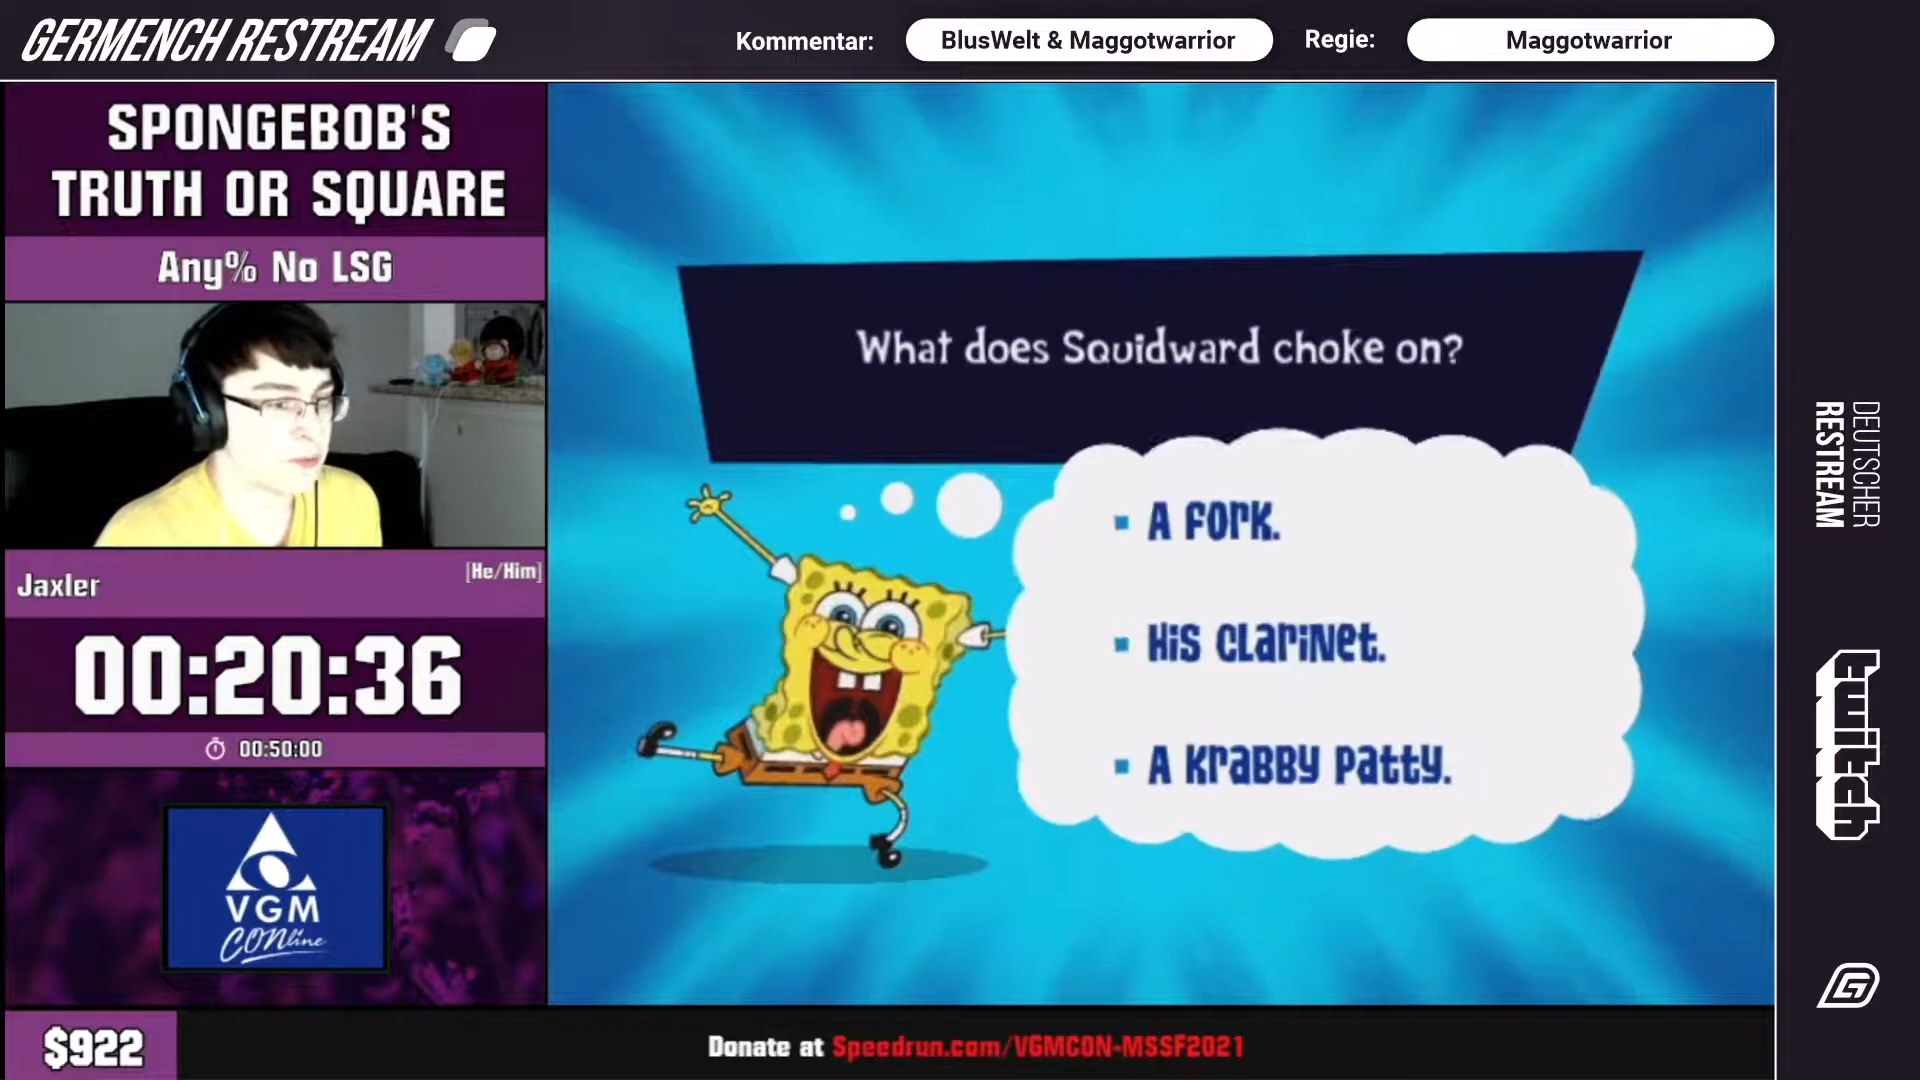 GERMENCH RESTREAM
Kommentar:
BlusWelt & Maggotwarrior
Regie:
Maggotwarrior
SPONGEBOB'S
TRUTH OR SQUARE
Any% No LSG
Jaxler
[He/Him]
00:20:36
00:50:00
VGM
CONline
$922
What does Squidward choke on?
A fork.
His clarinet.
A Krabby Patty.
Donate at Speedrun.com/VGMCON-MSSF2021
DEUTSCHER
RESTREAM
twitch
G